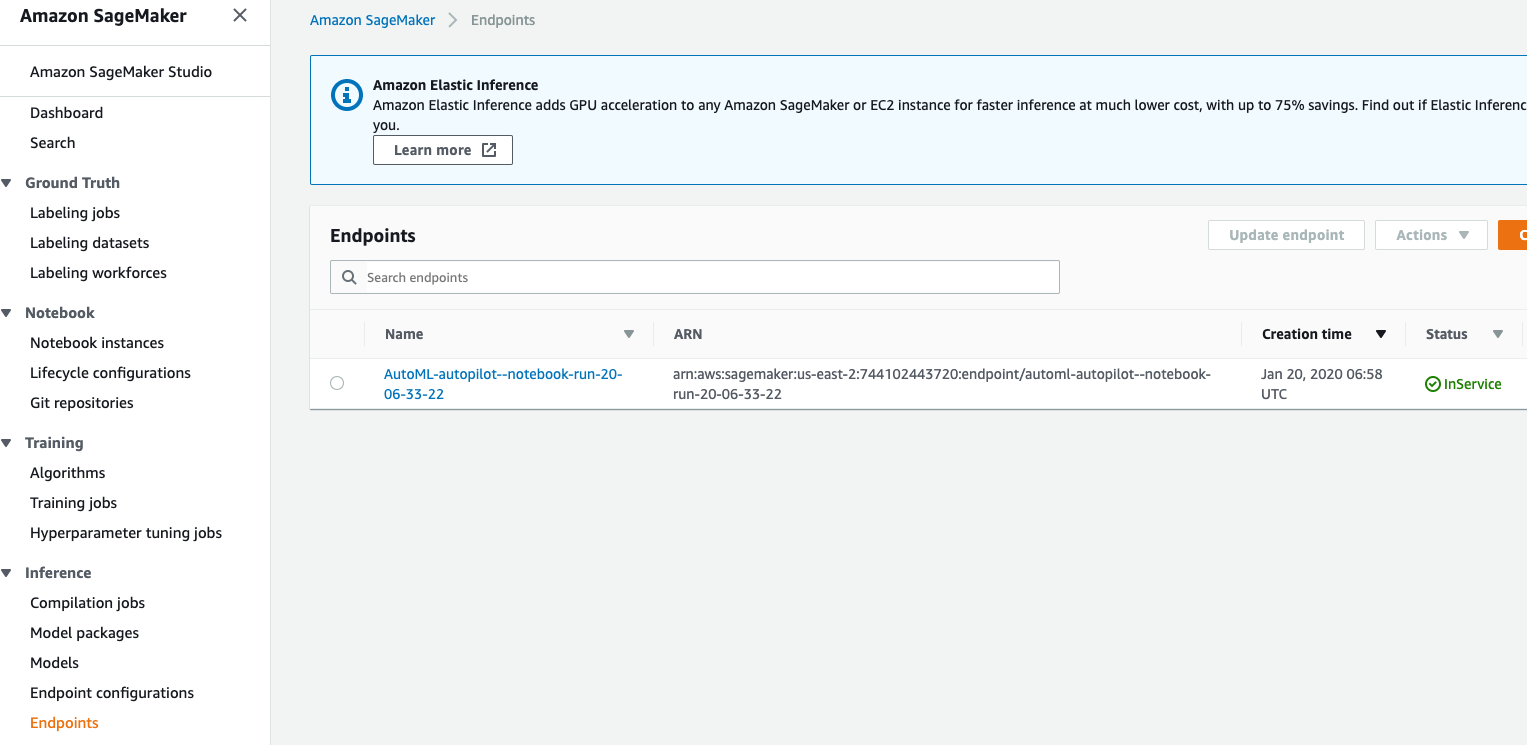 Amazon SageMaker
Amazon SageMaker Studio
Dashboard
Search
Ground Truth
Labeling jobs
Labeling datasets
Labeling workforces
Notebook
Notebook instances
Lifecycle configurations
Git repositories
Training
Algorithms
Training jobs
Hyperparameter tuning jobs
Inference
Compilation jobs
Model packages
Models
Endpoint configurations
Endpoints
Amazon SageMaker > Endpoints
Amazon Elastic Inference
Amazon Elastic Inference adds GPU acceleration to any Amazon SageMaker or EC2 instance for faster inference at much lower cost, with up to 75% savings. Find out if Elastic Inferenc
you.
Learn more
Endpoints
Update endpoint
Actions
Search endpoints
Name
ARN
Creation time
Status
AutoML-autopilot--notebook-run-20-
06-33-22
arn:aws:sagemaker:us-east-2:744102443720:endpoint/automl-autopilot--notebook-
run-20-06-33-22
Jan 20, 2020 06:58
UTC
InService